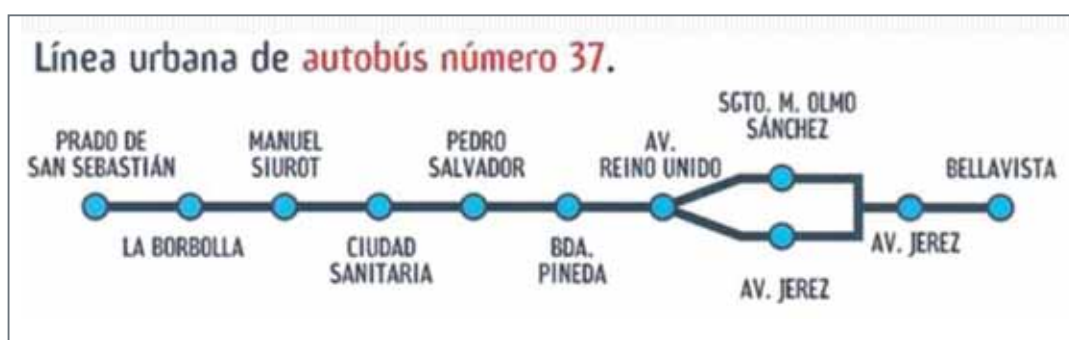 Línea urbana de autobús número 37.
PRADO DE
SAN SEBASTIÁN
LA BORBOLLA
MANUEL
SIUROT
CIUDAD
SANITARIA
PEDRO
SALVADOR
BDA.
PINEDA
AV.
REINO UNIDO
SGTO. M. OLMO
SÁNCHEZ
AV. JEREZ
AV. JEREZ
BELLAVISTA